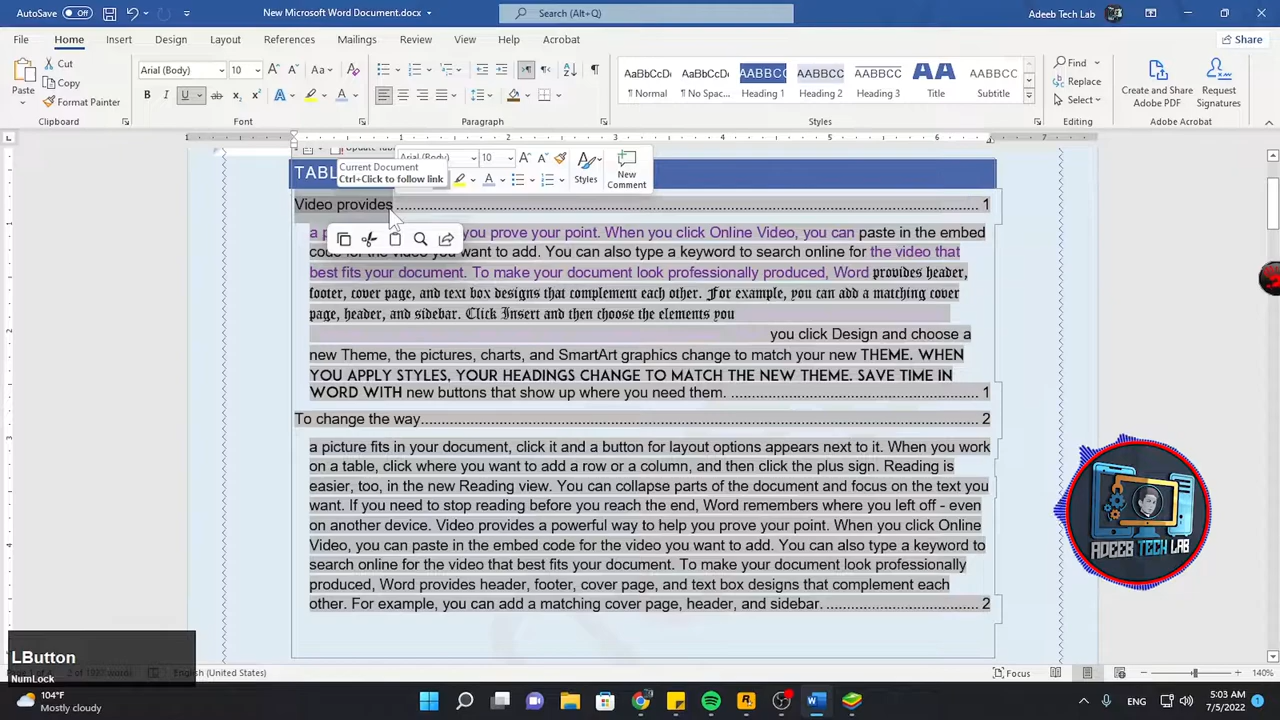 AutoSave Off New Microsoft Word Document.docx Search (Alt+Q) Adeeb Tech Lab
File Home Insert Design Layout References Mailings Review View Help Acrobat Share
Paste Cut Copy Format Painter
Arial (Body) 10
AaBbCcDc AaBbCcDc AABBCC AABBCC AABBCC AA AABBCCD
¶ Normal ¶ No Spac... Heading 1 Heading 2 Heading 3 Title Subtitle
Find Replace Select
Create and Share Adobe PDF Request Signatures
Clipboard Font Paragraph Styles Editing Adobe Acrobat
1 1 2 3 4 5 6 7
Arial (Body) 10 Styles New Comment
TABL
Current Document
Ctrl+Click to follow link
Video provides 1
you prove your point. When you click Online Video, you can paste in the embed
want to add. You can also type a keyword to search online for the video that
best fits your document. To make your document look professionally produced, Word provides header,
footer, cover page, and text box designs that complement each other. For example, you can add a matching cover
page, header, and sidebar. Click Insert and then choose the elements you
you click Design and choose a
new Theme, the pictures, charts, and SmartArt graphics change to match your new THEME. WHEN
YOU APPLY STYLES, YOUR HEADINGS CHANGE TO MATCH THE NEW THEME. SAVE TIME IN
WORD WITH new buttons that show up where you need them. 1
To change the way 2
a picture fits in your document, click it and a button for layout options appears next to it. When you work
on a table, click where you want to add a row or a column, and then click the plus sign. Reading is
easier, too, in the new Reading view. You can collapse parts of the document and focus on the text you
want. If you need to stop reading before you reach the end, Word remembers where you left off - even
on another device. Video provides a powerful way to help you prove your point. When you click Online
Video, you can paste in the embed code for the video you want to add. You can also type a keyword to
search online for the video that best fits your document. To make your document look professionally
produced, Word provides header, footer, cover page, and text box designs that complement each
other. For example, you can add a matching cover page, header, and sidebar. 2
ADEEB TECH LAB
LButton
NumLock
English (United States) Focus 140%
104°F
Mostly cloudy
ENG
5:03 AM
7/5/2022